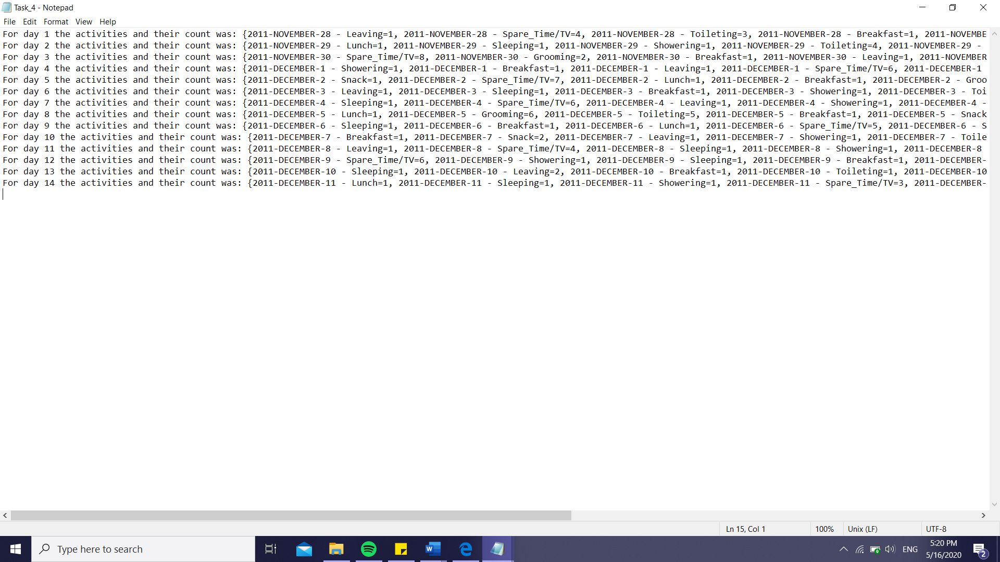 Task_4 - Notepad
File Edit Format View Help
For day 1 the activities and their count was: {2011-NOVEMBER-28 - Leaving=1, 2011-NOVEMBER-28 - Spare_Time/TV=4, 2011-NOVEMBER-28 - Toileting=3, 2011-NOVEMBER-28 - Breakfast=1, 2011-NOVEMBE
For day 2 the activities and their count was: {2011-NOVEMBER-29 - Lunch=1, 2011-NOVEMBER-29 - Sleeping=1, 2011-NOVEMBER-29 - Showering=1, 2011-NOVEMBER-29 - Toileting=4, 2011-NOVEMBER-29 -
For day 3 the activities and their count was: {2011-NOVEMBER-30 - Spare_Time/TV=8, 2011-NOVEMBER-30 - Grooming=2, 2011-NOVEMBER-30 - Breakfast=1, 2011-NOVEMBER-30 - Leaving=1, 2011-NOVEMBER
For day 4 the activities and their count was: {2011-DECEMBER-1 - Showering=1, 2011-DECEMBER-1 - Breakfast=1, 2011-DECEMBER-1 - Leaving=1, 2011-DECEMBER-1 - Spare_Time/TV=6, 2011-DECEMBER-1
For day 5 the activities and their count was: {2011-DECEMBER-2 - Snack=1, 2011-DECEMBER-2 - Spare_Time/TV=7, 2011-DECEMBER-2 - Lunch=1, 2011-DECEMBER-2 - Breakfast=1, 2011-DECEMBER-2 - Groo
For day 6 the activities and their count was: {2011-DECEMBER-3 - Leaving=1, 2011-DECEMBER-3 - Sleeping=1, 2011-DECEMBER-3 - Breakfast=1, 2011-DECEMBER-3 - Showering=1, 2011-DECEMBER-3 - Toi
For day 7 the activities and their count was: {2011-DECEMBER-4 - Sleeping=1, 2011-DECEMBER-4 - Spare_Time/TV=6, 2011-DECEMBER-4 - Leaving=1, 2011-DECEMBER-4 - Showering=1, 2011-DECEMBER-4 -
For day 8 the activities and their count was: {2011-DECEMBER-5 - Lunch=1, 2011-DECEMBER-5 - Grooming=6, 2011-DECEMBER-5 - Toileting=5, 2011-DECEMBER-5 - Breakfast=1, 2011-DECEMBER-5 - Snack
For day 9 the activities and their count was: {2011-DECEMBER-6 - Sleeping=1, 2011-DECEMBER-6 - Breakfast=1, 2011-DECEMBER-6 - Lunch=1, 2011-DECEMBER-6 - Spare_Time/TV=5, 2011-DECEMBER-6 - S
For day 10 the activities and their count was: {2011-DECEMBER-7 - Breakfast=1, 2011-DECEMBER-7 - Snack=2, 2011-DECEMBER-7 - Leaving=1, 2011-DECEMBER-7 - Showering=1, 2011-DECEMBER-7 - Toile
For day 11 the activities and their count was: {2011-DECEMBER-8 - Leaving=1, 2011-DECEMBER-8 - Spare_Time/TV=4, 2011-DECEMBER-8 - Sleeping=1, 2011-DECEMBER-8 - Showering=1, 2011-DECEMBER-8
For day 12 the activities and their count was: {2011-DECEMBER-9 - Spare_Time/TV=6, 2011-DECEMBER-9 - Showering=1, 2011-DECEMBER-9 - Sleeping=1, 2011-DECEMBER-9 - Breakfast=1, 2011-DECEMBER-
For day 13 the activities and their count was: {2011-DECEMBER-10 - Sleeping=1, 2011-DECEMBER-10 - Leaving=2, 2011-DECEMBER-10 - Breakfast=1, 2011-DECEMBER-10 - Toileting=1, 2011-DECEMBER-10
For day 14 the activities and their count was: {2011-DECEMBER-11 - Lunch=1, 2011-DECEMBER-11 - Sleeping=1, 2011-DECEMBER-11 - Showering=1, 2011-DECEMBER-11 - Spare_Time/TV=3, 2011-DECEMBER-
Ln 15, Col 1 100% Unix (LF) UTF-8
Type here to search
W
ENG
5:20 PM
5/16/2020
2